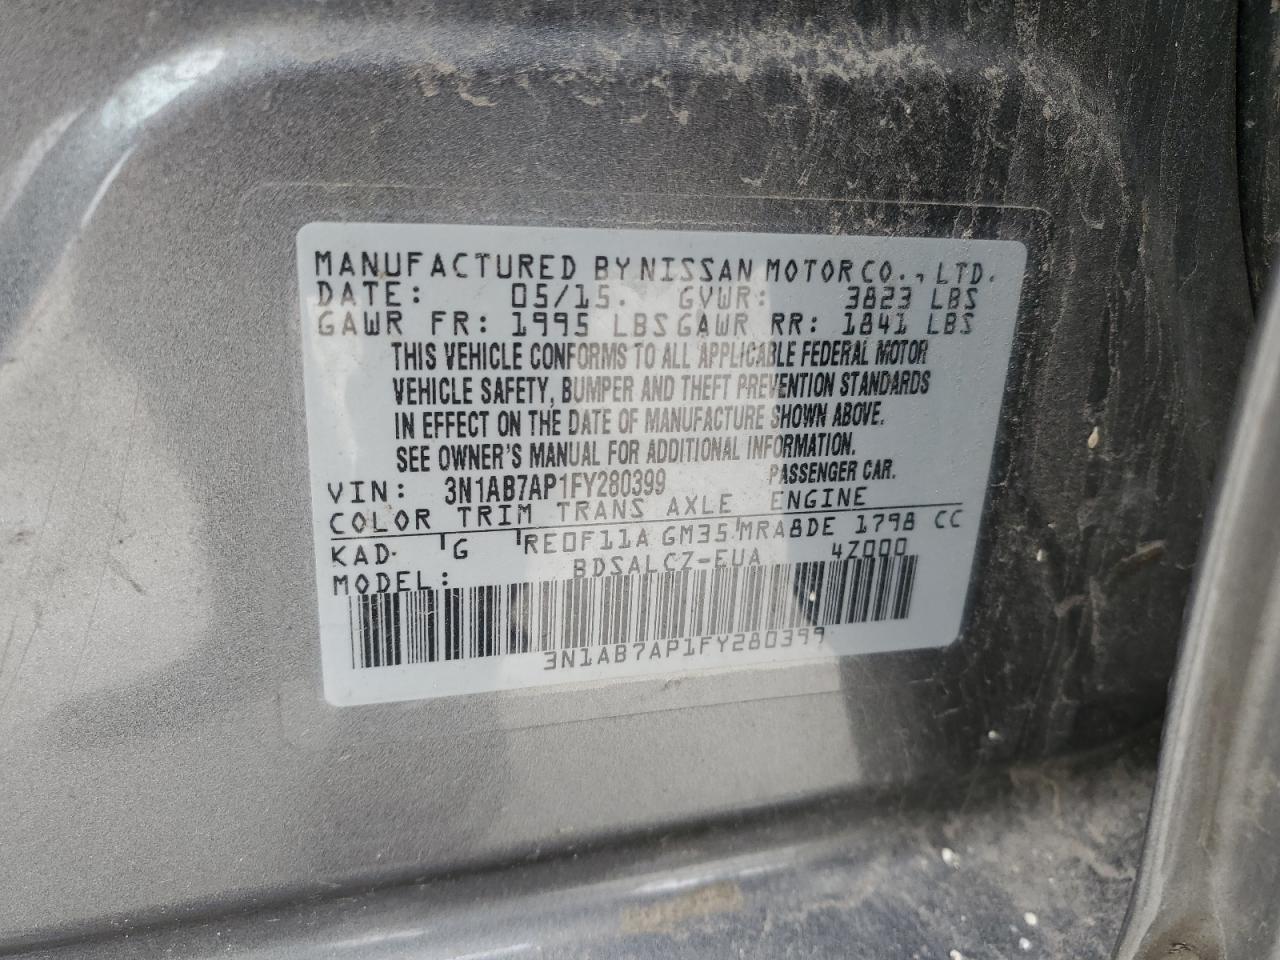 MANUFACTURED BY NISSAN MOTOR CO., LTD.
DATE: 05/15. GVWR: 3823 LBS
GAWR FR: 1995 LBS GAWR RR: 1841 LBS
THIS VEHICLE CONFORMS TO ALL APPLICABLE FEDERAL MOTOR
VEHICLE SAFETY, BUMPER AND THEFT PREVENTION STANDARDS
IN EFFECT ON THE DATE OF MANUFACTURE SHOWN ABOVE.
SEE OWNER'S MANUAL FOR ADDITIONAL INFORMATION.
VIN: 3N1AB7AP1FY280399 PASSENGER CAR.
COLOR TRIM TRANS AXLE ENGINE
KAD G RE0F11A GM35 MRA8DE 1798 CC
MODEL: BDSALCZ-EUA 4Z000
3N1AB7AP1FY280399